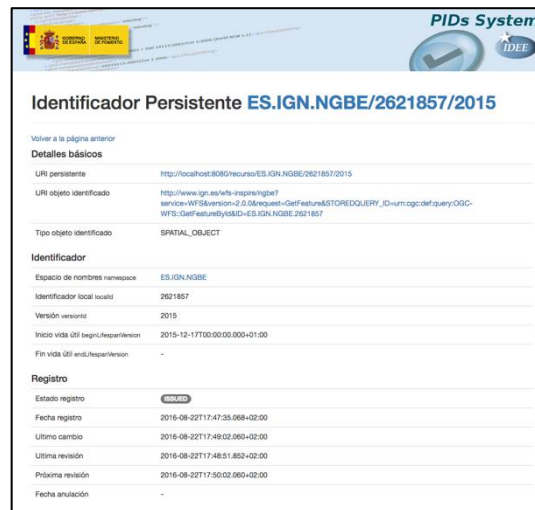 GOBIERNO DE ESPAÑA
MINISTERIO DE FOMENTO
PIDs System
IDEE
Identificador Persistente ES.IGN.NGBE/2621857/2015
Volver a la página anterior
Detalles básicos
URI persistente http://localhost:8080/recurso/ES.IGN.NGBE/2621857/2015
URI objeto identificado http://www.ign.es/wfs-inspire/ngbe?
service=WFS&version=2.0.0&request=GetFeature&STOREDQUERY_ID=urn:ogc:def:query:OGC-
WFS::GetFeatureById&ID=ES.IGN.NGBE.2621857
Tipo objeto identificado SPATIAL_OBJECT
Identificador
Espacio de nombres namespace ES.IGN.NGBE
Identificador local localId 2621857
Versión versionId 2015
Inicio vida útil beginLifespanVersion 2015-12-17T00:00:00.000+01:00
Fin vida útil endLifespanVersion -
Registro
Estado registro ISSUED
Fecha registro 2016-08-22T17:47:35.068+02:00
Ultimo cambio 2016-08-22T17:49:02.060+02:00
Ultima revisión 2016-08-22T17:48:51.852+02:00
Próxima revisión 2016-08-22T17:50:02.060+02:00
Fecha anulación -